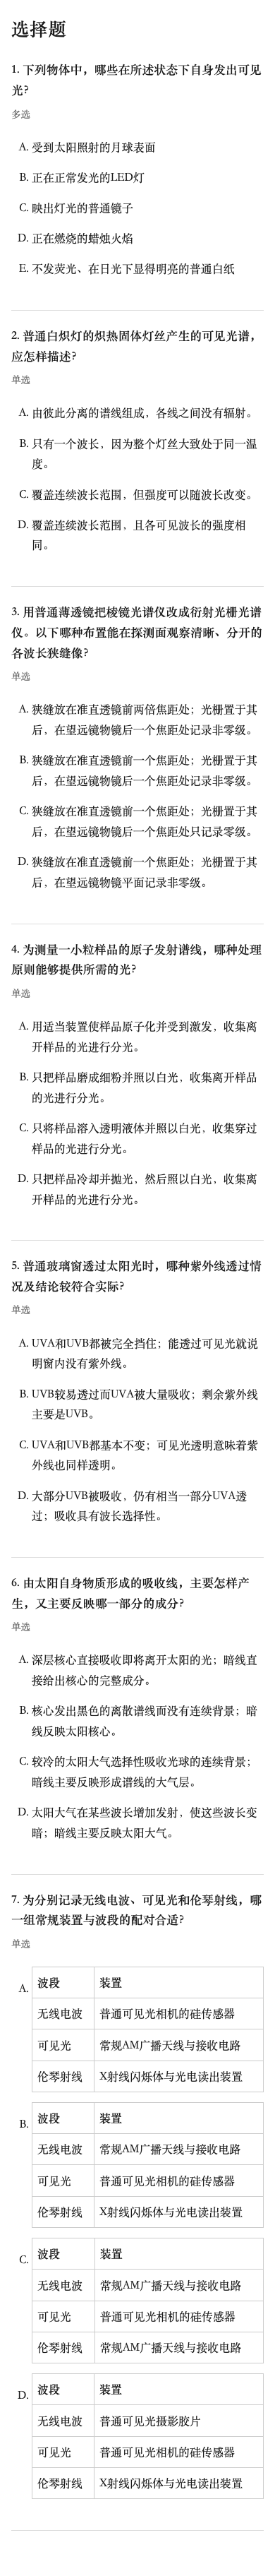 选择题
1. 下列物体中，哪些在所述状态下自身发出可见
光?
多选
A. 受到太阳照射的月球表面
B. 正在正常发光的LED灯
C. 映出灯光的普通镜子
D. 正在燃烧的蜡烛火焰
E. 不发荧光、在日光下显得明亮的普通白纸
2. 普通白炽灯的炽热固体灯丝产生的可见光谱，
应怎样描述?
单选
A. 由彼此分离的谱线组成，各线之间没有辐射。
B. 只有一个波长，因为整个灯丝大致处于同一温
度。
C. 覆盖连续波长范围，但强度可以随波长改变。
D. 覆盖连续波长范围，且各可见波长的强度相
同。
3. 用普通薄透镜把棱镜光谱仪改成衍射光栅光谱
仪。以下哪种布置能在探测面观察清晰、分开的
各波长狭缝像?
单选
A. 狭缝放在准直透镜前两倍焦距处；光栅置于其
后，在望远镜物镜后一个焦距处记录非零级。
B. 狭缝放在准直透镜前一个焦距处；光栅置于其
后，在望远镜物镜后一个焦距处记录非零级。
C. 狭缝放在准直透镜前一个焦距处；光栅置于其
后，在望远镜物镜后一个焦距处只记录零级。
D. 狭缝放在准直透镜前一个焦距处；光栅置于其
后，在望远镜物镜平面记录非零级。
4. 为测量一小粒样品的原子发射谱线，哪种处理
原则能够提供所需的光?
单选
A. 用适当装置使样品原子化并受到激发，收集离
开样品的光进行分光。
B. 只把样品磨成细粉并照以白光，收集离开样品
的光进行分光。
C. 只将样品溶入透明液体并照以白光，收集穿过
样品的光进行分光。
D. 只把样品冷却并抛光，然后照以白光，收集离
开样品的光进行分光。
5. 普通玻璃窗透过太阳光时，哪种紫外线透过情
况及结论较符合实际?
单选
A. UVA和UVB都被完全挡住；能透过可见光就说
明窗内没有紫外线。
B. UVB较易透过而UVA被大量吸收；剩余紫外线
主要是UVB。
C. UVA和UVB都基本不变；可见光透明意味着紫
外线也同样透明。
D. 大部分UVB被吸收，仍有相当一部分UVA透
过；吸收具有波长选择性。
6. 由太阳自身物质形成的吸收线，主要怎样产
生，又主要反映哪一部分的成分?
单选
A. 深层核心直接吸收即将离开太阳的光；暗线直
接给出核心的完整成分。
B. 核心发出黑色的离散谱线而没有连续背景；暗
线反映太阳核心。
C. 较冷的太阳大气选择性吸收光球的连续背景；
暗线主要反映形成谱线的大气层。
D. 太阳大气在某些波长增加发射，使这些波长变
暗；暗线主要反映太阳大气。
7. 为分别记录无线电波、可见光和伦琴射线，哪
一组常规装置与波段的配对合适?
单选
A. 波段 装置
无线电波 普通可见光相机的硅传感器
可见光 常规AM广播天线与接收电路
伦琴射线 X射线闪烁体与光电读出装置
B. 波段 装置
无线电波 常规AM广播天线与接收电路
可见光 普通可见光相机的硅传感器
伦琴射线 X射线闪烁体与光电读出装置
C. 波段 装置
无线电波 常规AM广播天线与接收电路
可见光 普通可见光相机的硅传感器
伦琴射线 常规AM广播天线与接收电路
D. 波段 装置
无线电波 普通可见光摄影胶片
可见光 普通可见光相机的硅传感器
伦琴射线 X射线闪烁体与光电读出装置